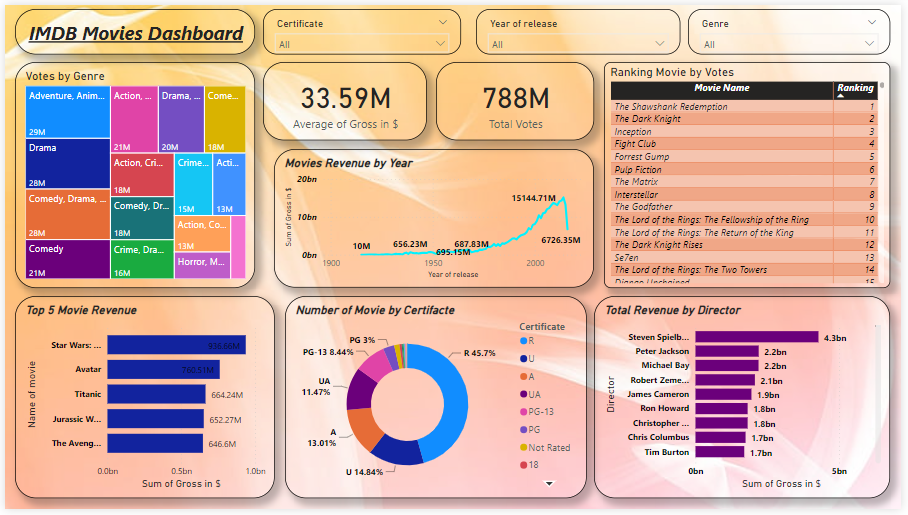 IMDB Movies Dashboard
Certificate
All
Year of release
All
Genre
All
Votes by Genre
Adventure, Anim...
29M
Drama
28M
Comedy, Drama, ...
28M
Comedy
21M
Action, ...
21M
Drama, ...
20M
Come...
18M
Action, Cri...
18M
Comedy, Dr...
Crime, Dra...
16M
Crime...
15M
Acti...
13M
Action, Co...
13M
Horror, M...
33.59M
Average of Gross in $
788M
Total Votes
Movies Revenue by Year
Sum of Gross in $
20bn
10bn
0bn
10M
656.23M
695.15M
687.83M
15144.71M
6726.35M
1900
1950
2000
Year of release
Ranking Movie by Votes
Movie Name Ranking
The Shawshank Redemption 1
The Dark Knight 2
Inception 3
Fight Club 4
Forrest Gump 5
Pulp Fiction 6
The Matrix 7
Interstellar 8
The Godfather 9
The Lord of the Rings: The Fellowship of the Ring 10
The Lord of the Rings: The Return of the King 11
The Dark Knight Rises 12
Se7en 13
The Lord of the Rings: The Two Towers 14
Django Unchained 15
Top 5 Movie Revenue
Name of movie
Star Wars: ... 936.66M
Avatar 760.51M
Titanic 664.24M
Jurassic W... 652.27M
The Aveng... 646.6M
0.0bn 0.5bn 1.0bn
Sum of Gross in $
Number of Movie by Certifacte
PG 3%
PG-13 8.44%
UA
11.47%
A
13.01%
U 14.84%
R 45.7%
Certificate
R
U
A
UA
PG-13
PG
Not Rated
18
Total Revenue by Director
Director
Steven Spielb... 4.3bn
Peter Jackson 2.2bn
Michael Bay 2.2bn
Robert Zeme... 2.1bn
James Cameron 1.9bn
Ron Howard 1.8bn
Christopher ... 1.8bn
Chris Columbus 1.7bn
Tim Burton 1.7bn
0bn 5bn
Sum of Gross in $